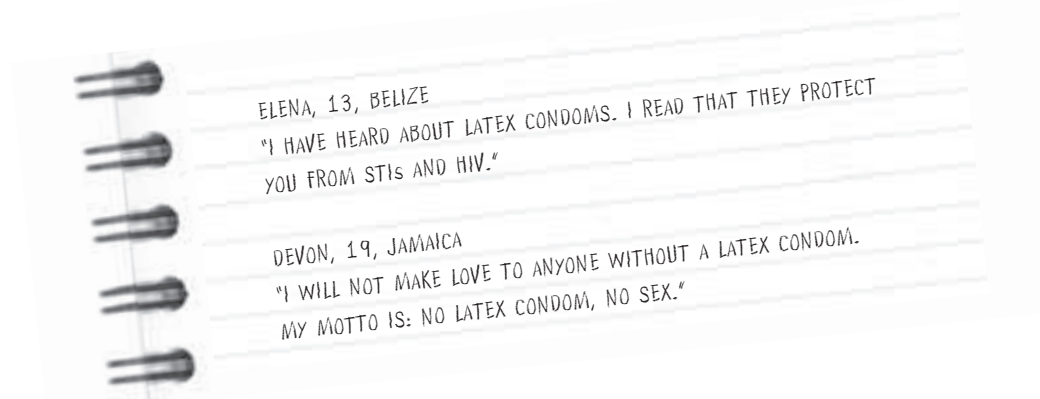 ELENA, 13, BELIZE
"I HAVE HEARD ABOUT LATEX CONDOMS. I READ THAT THEY PROTECT
YOU FROM STIs AND HIV."
DEVON, 19, JAMAICA
"I WILL NOT MAKE LOVE TO ANYONE WITHOUT A LATEX CONDOM.
MY MOTTO IS: NO LATEX CONDOM, NO SEX."